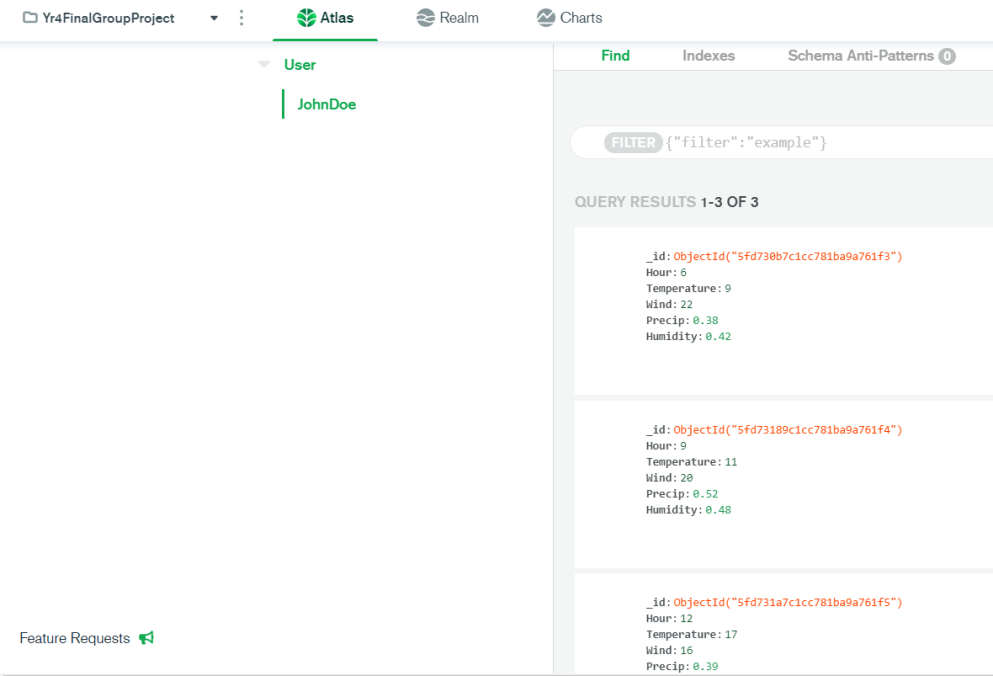 Yr4FinalGroupProject
Atlas
Realm
Charts
User
JohnDoe
Feature Requests
Find
Indexes
Schema Anti-Patterns 0
FILTER {"filter":"example"}
QUERY RESULTS 1-3 OF 3
_id: ObjectId("5fd730b7c1cc781ba9a761f3")
Hour: 6
Temperature: 9
Wind: 22
Precip: 0.38
Humidity: 0.42
_id: ObjectId("5fd73189c1cc781ba9a761f4")
Hour: 9
Temperature: 11
Wind: 20
Precip: 0.52
Humidity: 0.48
_id: ObjectId("5fd731a7c1cc781ba9a761f5")
Hour: 12
Temperature: 17
Wind: 16
Precip: 0.39